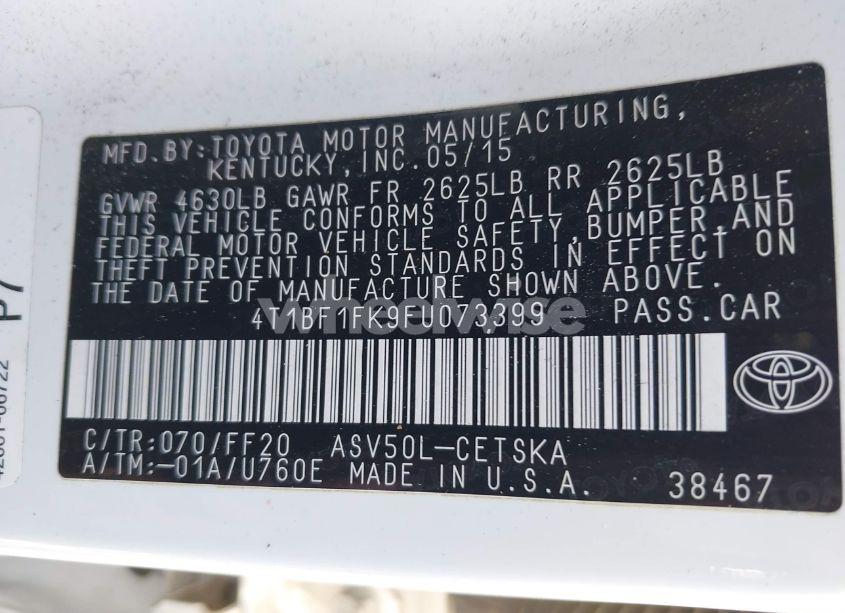 MFD.BY:TOYOTA MOTOR MANUFACTURING,
KENTUCKY,INC.05/15
GVWR 4630LB GAWR FR 2625LB RR 2625LB
THIS VEHICLE CONFORMS TO ALL APPLICABLE
FEDERAL MOTOR VEHICLE SAFETY,BUMPER,AND
THEFT PREVENTION STANDARDS IN EFFECT ON
THE DATE OF MANUFACTURE SHOWN ABOVE.
4T1BF1FK9FU073399 PASS.CAR
wheelwise
C/TR:070/FF20 ASV50L-CETSKA
A/TM:-01A/U760E MADE IN U.S.A.
38467
P7